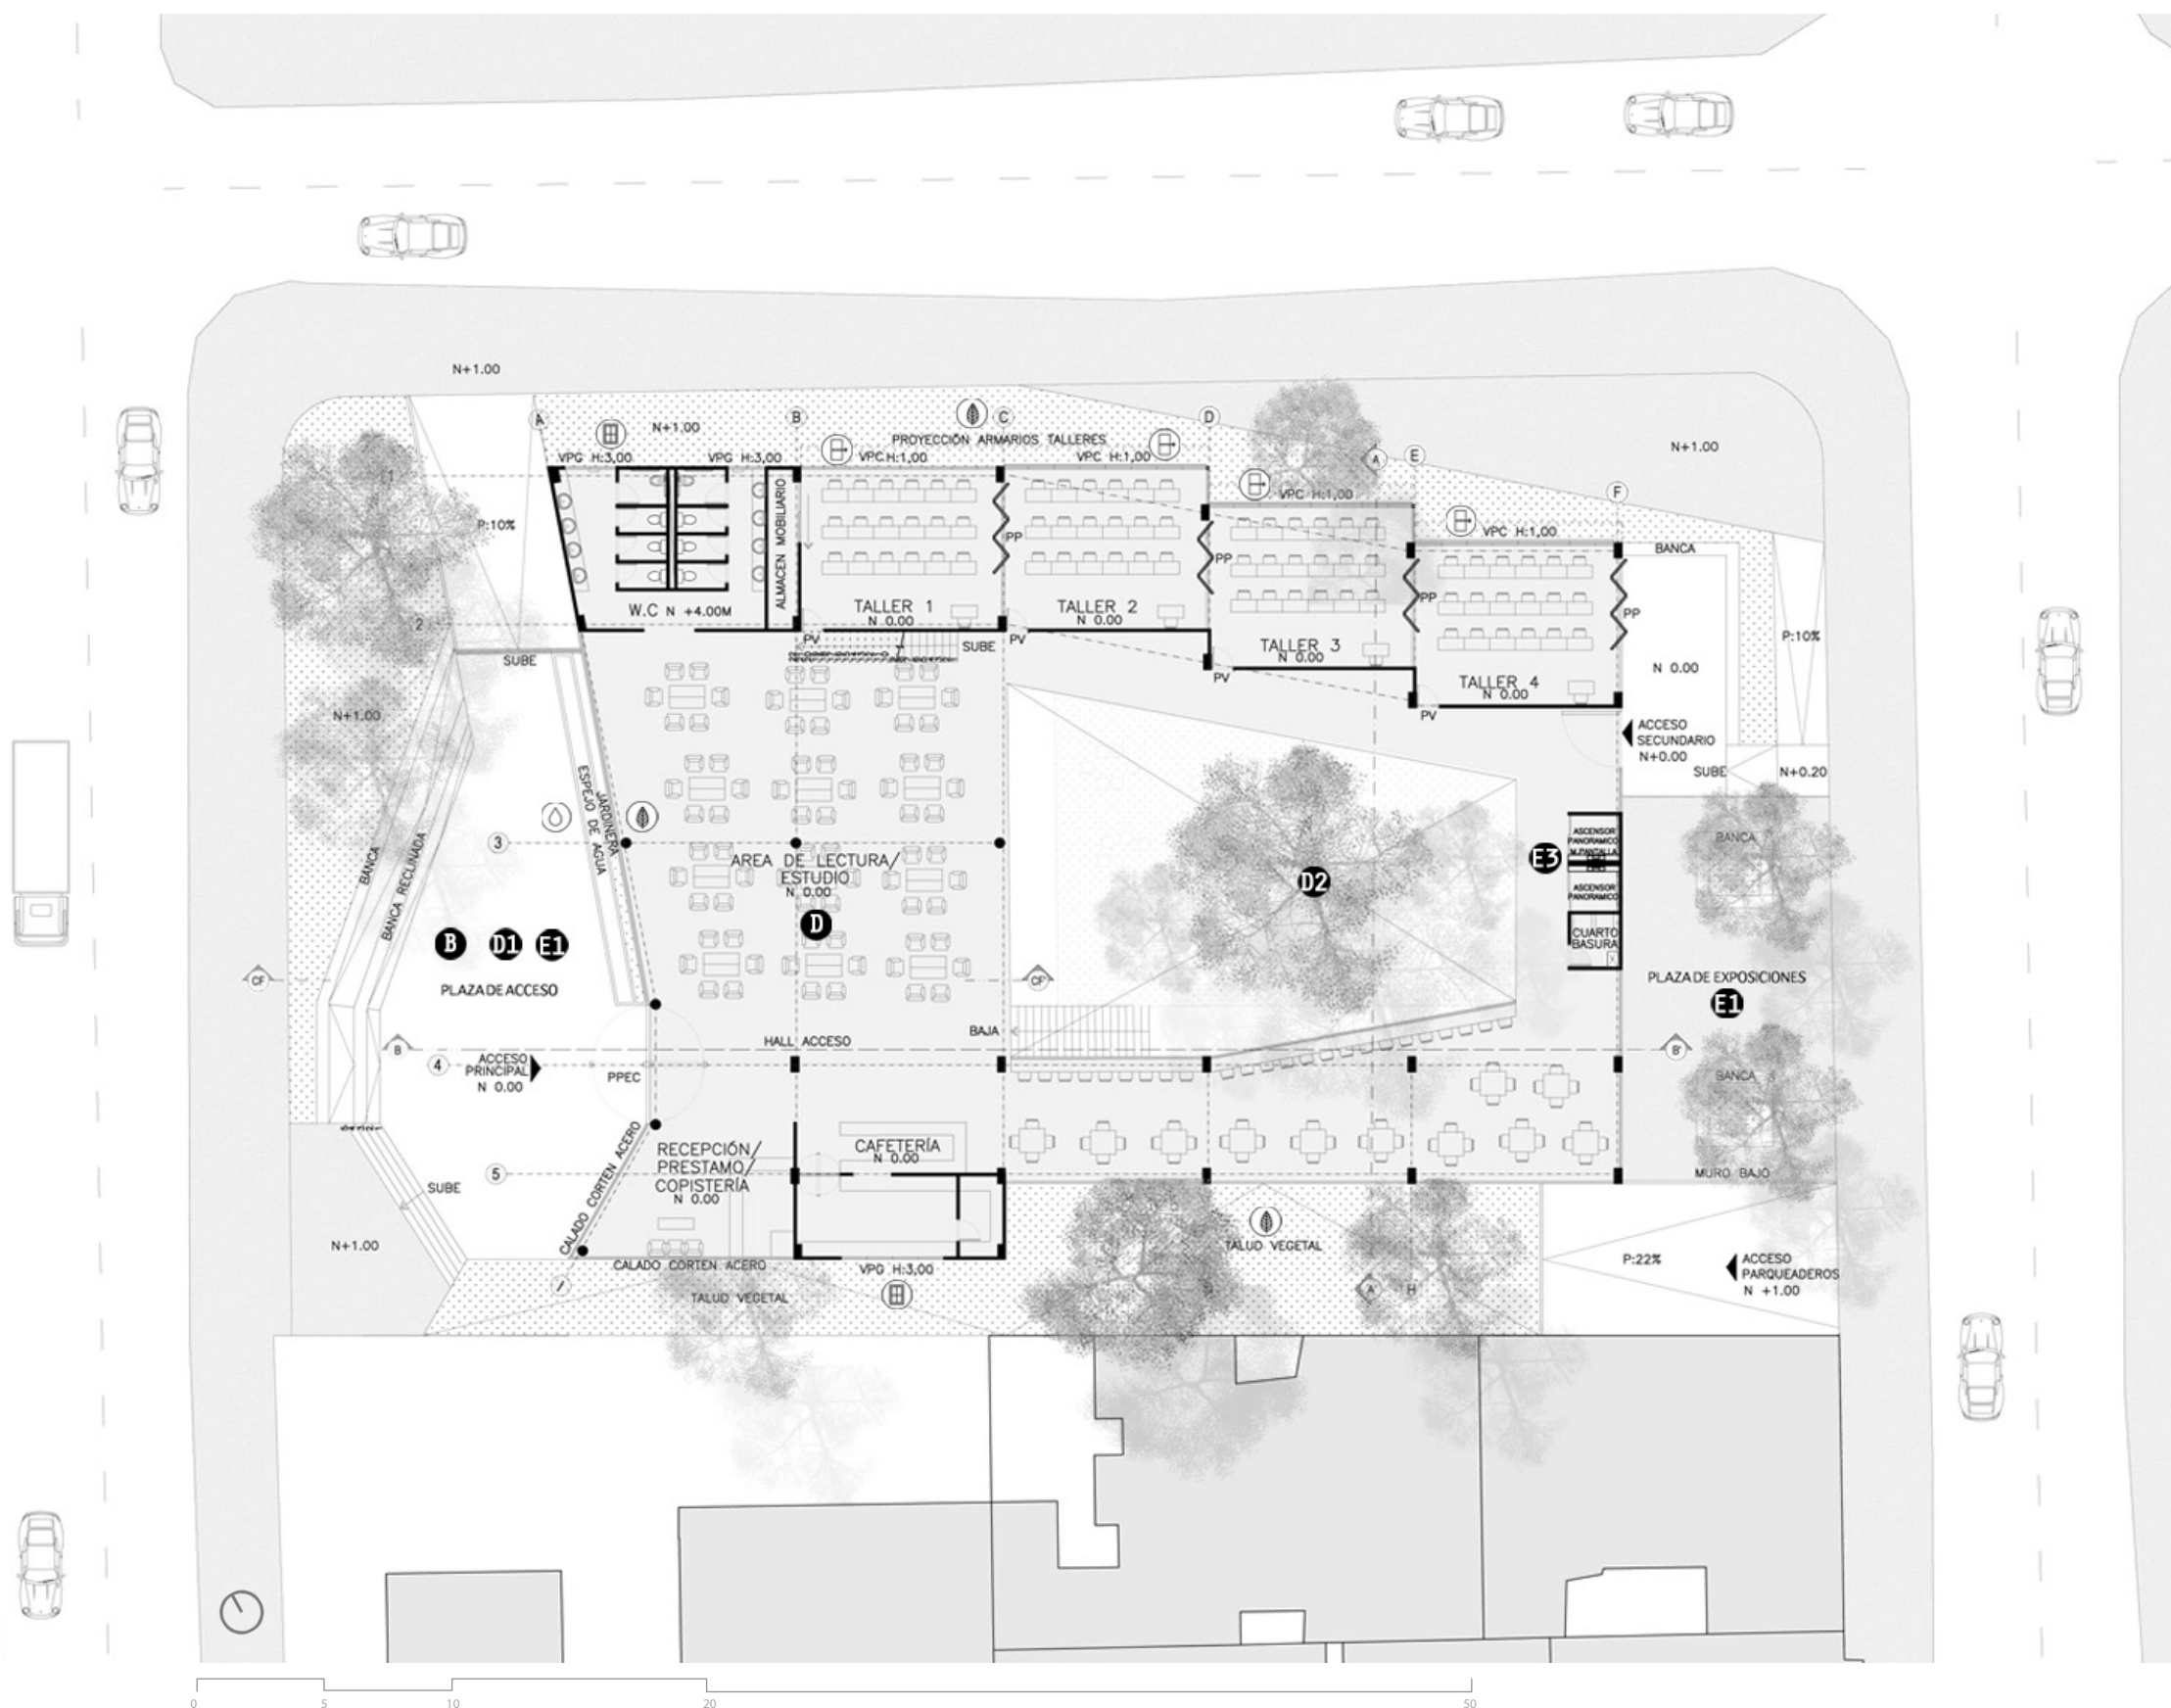 N+1.00
A
B
C
D
A
E
F
N+1.00
N+1.00
PROYECCIÓN ARMARIOS TALLERES
VPG H:3,00
VPG H:3,00
VPC H:1,00
VPC H:1,00
VPC H:1,00
VPC H:1,00
1
P:10%
ALMACEN MOBILIARIO
PP
PP
PP
PP
BANCA
W.C N +4.00M
TALLER 1
N 0.00
TALLER 2
N 0.00
TALLER 3
N 0.00
TALLER 4
N 0.00
2
PV
PV
PV
PV
SUBE
SUBE
P:10%
N 0.00
N+1.00
ACCESO
SECUNDARIO
N+0.00
SUBE
N+0.20
ESPEJO DE AGUA
JARDINERA
BANCA
BANCA RECLINADA
3
AREA DE LECTURA/
ESTUDIO
N 0.00
D
D2
E3
ASCENSOR
PANORAMICO
M.PANTALLA
ASCENSOR
PANORAMICO
CUARTO
BASURA
BANCA
B
D1
E1
PLAZA DE ACCESO
CF
CF'
PLAZA DE EXPOSICIONES
E1
BAJA
HALL ACCESO
B
B'
4
ACCESO
PRINCIPAL
N 0.00
PPEC
BANCA
5
RECEPCIÓN/
PRESTAMO/
COPISTERÍA
N 0.00
CAFETERÍA
N 0.00
MURO BAJO
SUBE
CALADO CORTEN ACERO
N+1.00
TALUD VEGETAL
P:22%
ACCESO
PARQUEADEROS
N +1.00
CALADO CORTEN ACERO
VPG H:3,00
I
TALUD VEGETAL
A'
H
0
5
10
20
50